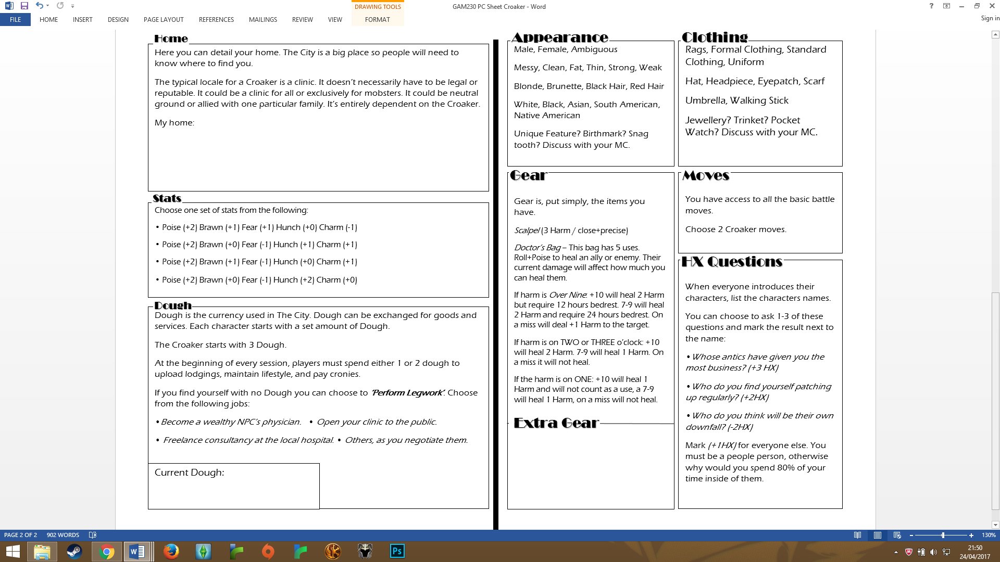 DRAWING TOOLS
GAM230 PC Sheet Croaker - Word
FILE
HOME
INSERT
DESIGN
PAGE LAYOUT
REFERENCES
MAILINGS
REVIEW
VIEW
FORMAT
Sign in
Home
Here you can detail your home. The City is a big place so people will need to
know where to find you.
The typical locale for a Croaker is a clinic. It doesn't necessarily have to be legal or
reputable. It could be a clinic for all or exclusively for mobsters. It could be neutral
ground or allied with one particular family. It's entirely dependent on the Croaker.
My home:
Stats
Choose one set of stats from the following:
• Poise (+2) Brawn (+1) Fear (+1) Hunch (+0) Charm (-1)
• Poise (+2) Brawn (+0) Fear (-1) Hunch (+1) Charm (+1)
• Poise (+2) Brawn (+1) Fear (-1) Hunch (+0) Charm (+1)
• Poise (+2) Brawn (+0) Fear (-1) Hunch (+2) Charm (+0)
Dough
Dough is the currency used in The City. Dough can be exchanged for goods and
services. Each character starts with a set amount of Dough.
The Croaker starts with 3 Dough.
At the beginning of every session, players must spend either 1 or 2 dough to
upload lodgings, maintain lifestyle, and pay cronies.
If you find yourself with no Dough you can choose to 'Perform Legwork'. Choose
from the following jobs:
• Become a wealthy NPC's physician. • Open your clinic to the public.
• Freelance consultancy at the local hospital. • Others, as you negotiate them.
Current Dough:
Appearance
Male, Female, Ambiguous
Messy, Clean, Fat, Thin, Strong, Weak
Blonde, Brunette, Black Hair, Red Hair
White, Black, Asian, South American,
Native American
Unique Feature? Birthmark? Snag
tooth? Discuss with your MC.
Clothing
Rags, Formal Clothing, Standard
Clothing, Uniform
Hat, Headpiece, Eyepatch, Scarf
Umbrella, Walking Stick
Jewellery? Trinket? Pocket
Watch? Discuss with your MC.
Gear
Gear is, put simply, the items you
have.
Scalpel (3 Harm / close+precise)
Doctor's Bag – This bag has 5 uses.
Roll+Poise to heal an ally or enemy. Their
current damage will affect how much you
can heal them.
If harm is Over Nine: +10 will heal 2 Harm
but require 12 hours bedrest. 7-9 will heal
2 Harm and require 24 hours bedrest. On
a miss will deal +1 Harm to the target.
If harm is on TWO or THREE o'clock: +10
will heal 2 Harm. 7-9 will heal 1 Harm. On
a miss it will not heal.
If the harm is on ONE: +10 will heal 1
Harm and will not count as a use, a 7-9
will heal 1 Harm, on a miss will not heal.
Extra Gear
Moves
You have access to all the basic battle
moves.
Choose 2 Croaker moves.
HX Questions
When everyone introduces their
characters, list the characters names.
You can choose to ask 1-3 of these
questions and mark the result next to
the name:
• Whose antics have given you the
most business? (+3 HX)
• Who do you find yourself patching
up regularly? (+2HX)
• Who do you think will be their own
downfall? (-2HX)
Mark (+1HX) for everyone else. You
must be a people person, otherwise
why would you spend 80% of your
time inside of them.
PAGE 2 OF 2
902 WORDS
130%
Ps
21:50
24/04/2017